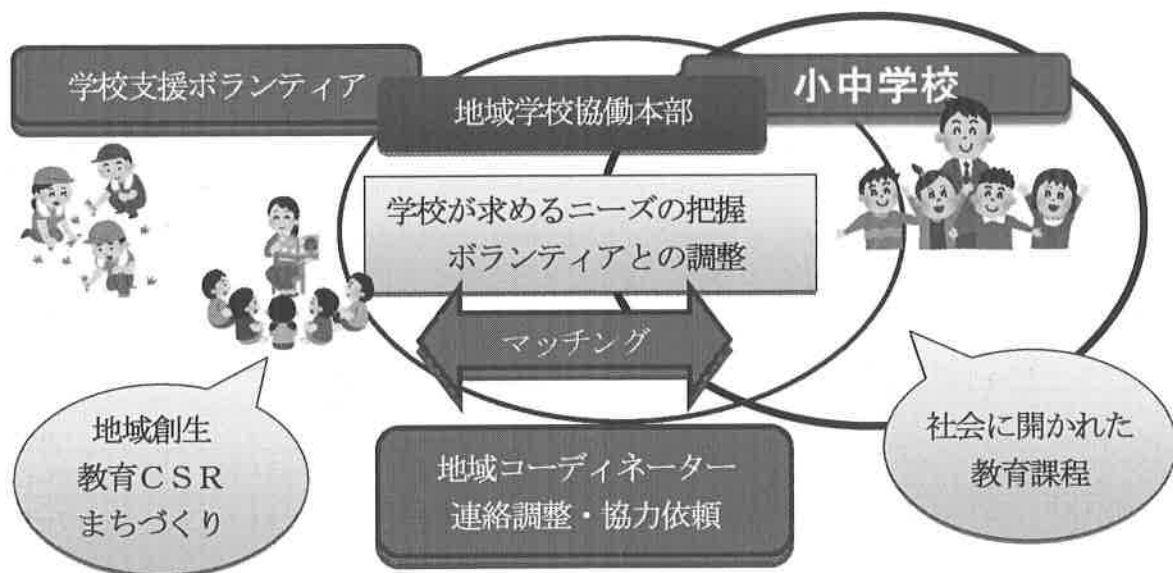 学校支援ボランティア
地域学校協働本部
小中学校
学校が求めるニーズの把握
ボランティアとの調整
マッチング
地域創生
教育CSR
まちづくり
社会に開かれた
教育課程
地域コーディネーター
連絡調整・協力依頼